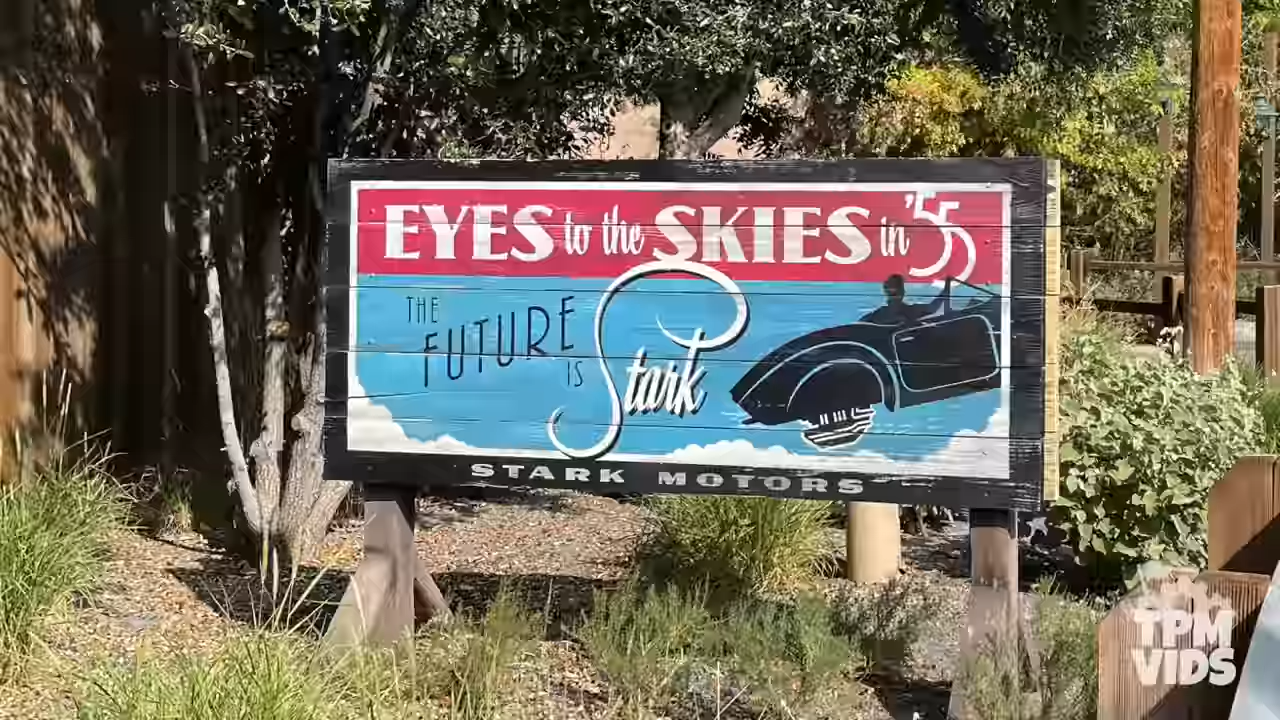 EYES to the SKIES in '55
THE
FUTURE
IS
Stark
STARK MOTORS
TPM
VIDS